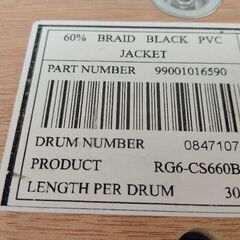 60% BRAID BLACK PVC
JACKET
PART NUMBER 99001016590
DRUM NUMBER 0847107
PRODUCT RG6-CS660B
LENGTH PER DRUM 30